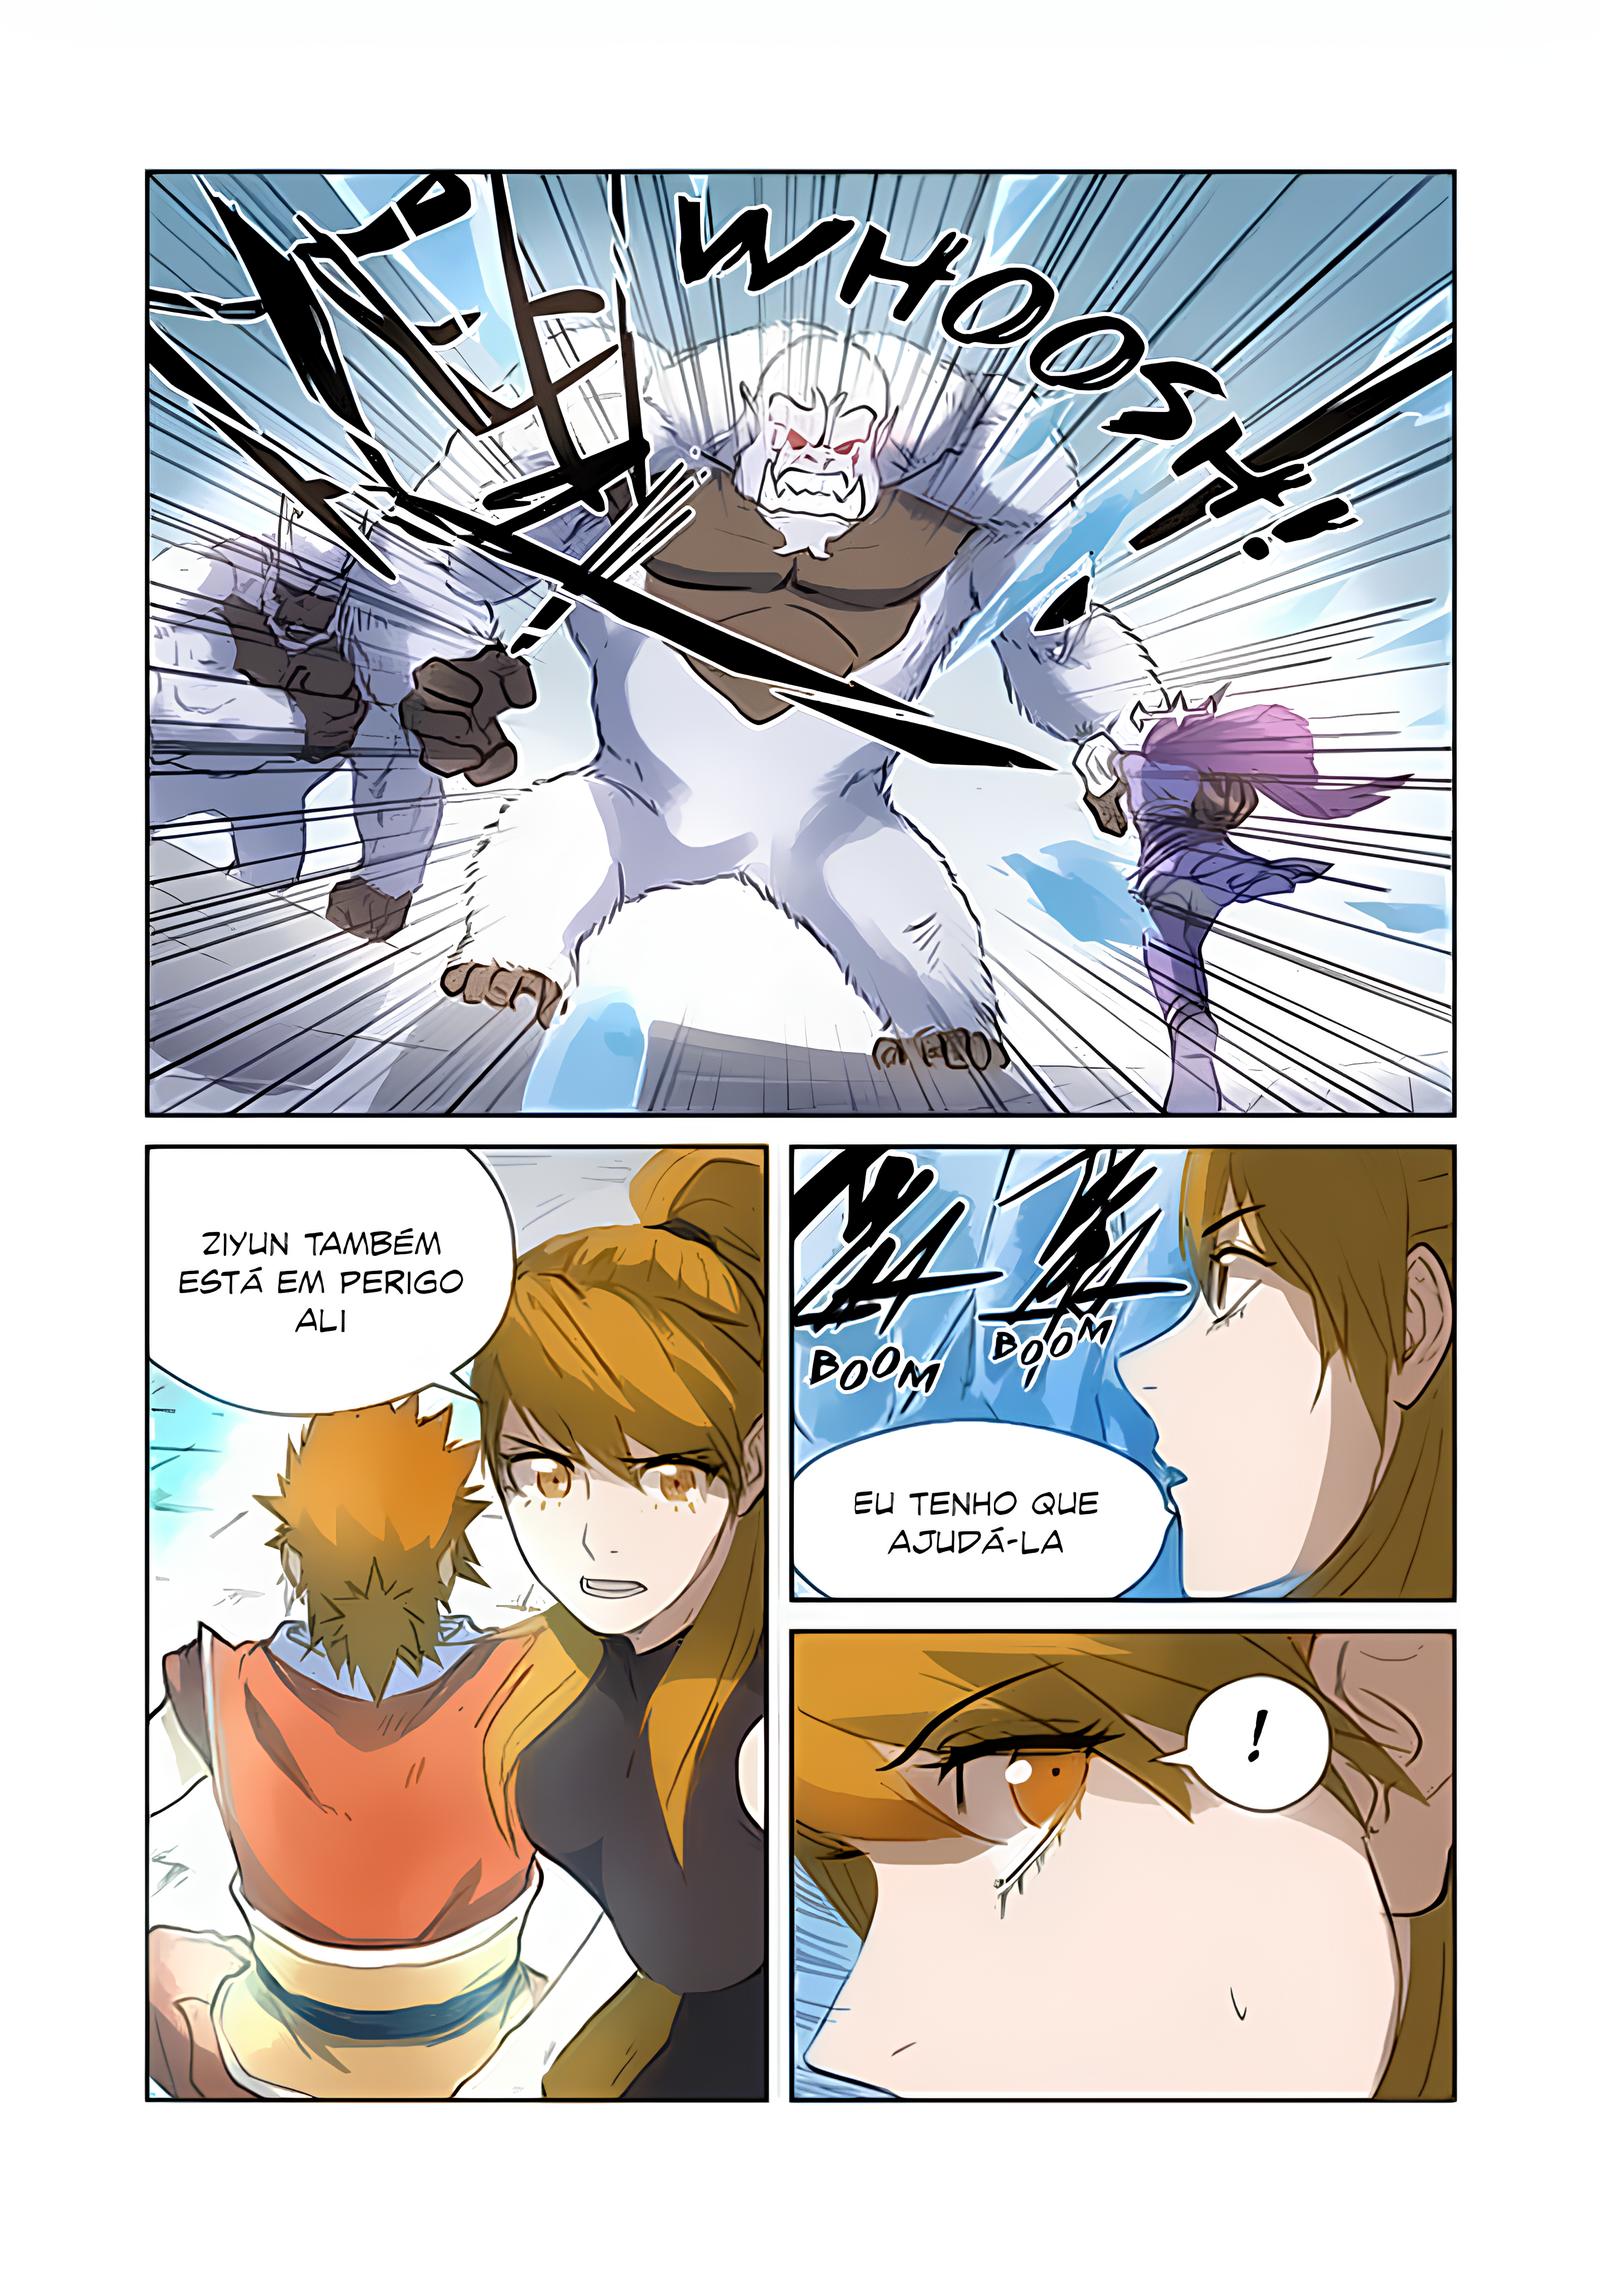 WHOOSH!
ZIYUN TAMBÉM
ESTÁ EM PERIGO
ALI
BOOM
BOOM
EU TENHO QUE
AJUDÁ-LA
!